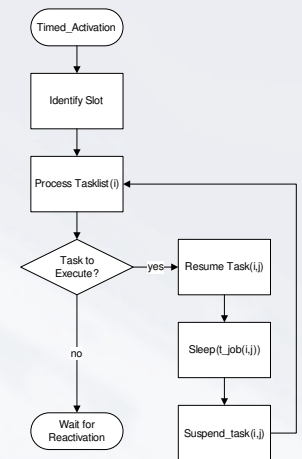 Timed_Activation
Identify Slot
Process Tasklist(i)
Task to
Execute?
yes
Resume Task(i,j)
Sleep(t_job(i,j))
no
Wait for
Reactivation
Suspend_task(i,j)